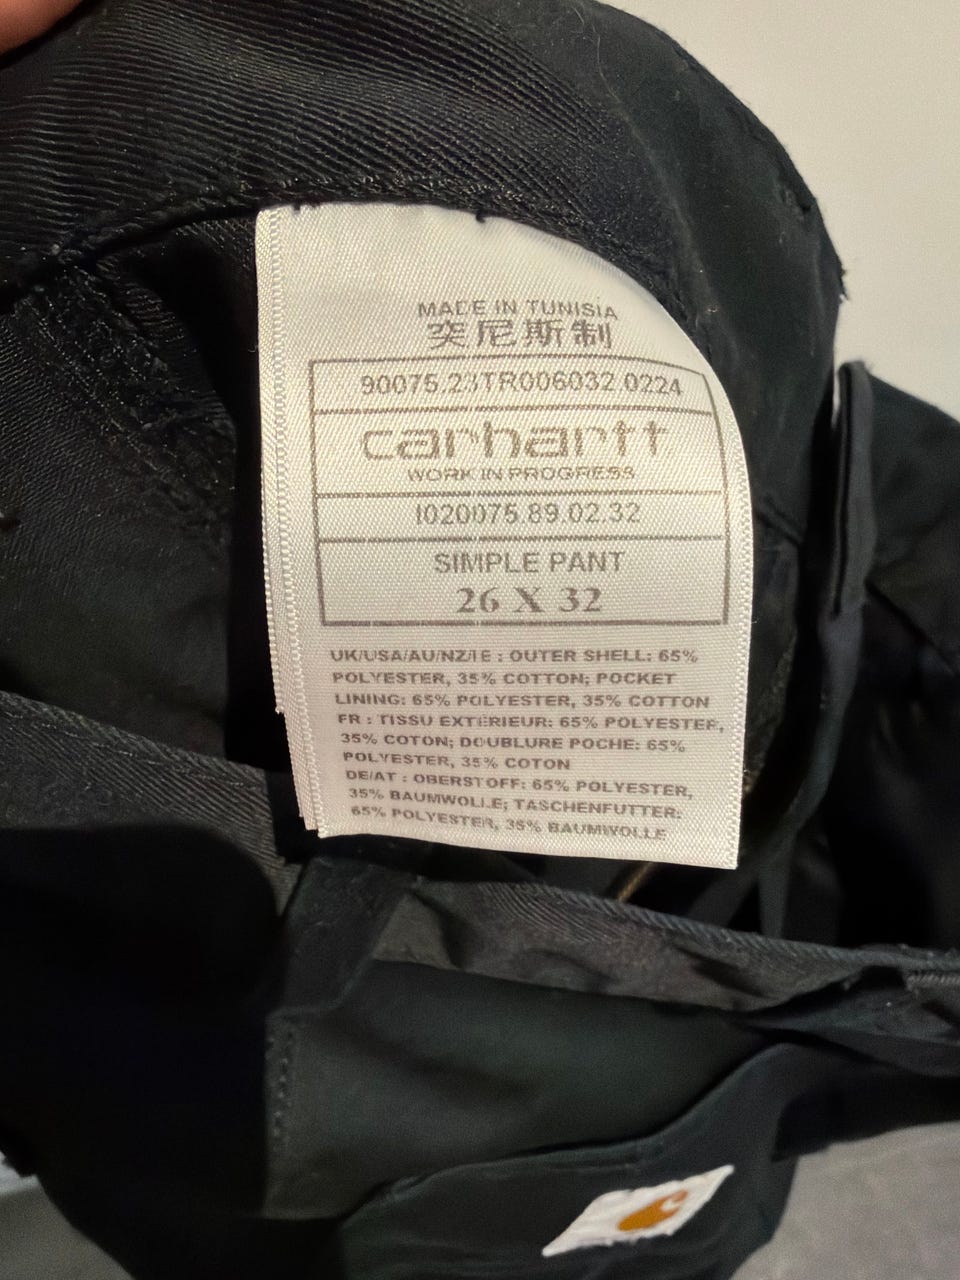 MADE IN TUNISIA
突尼斯制
90075.23TR006032.0224
carhartt
WORK IN PROGRESS
I020075.89.02.32
SIMPLE PANT
26 X 32
UK/USA/AU/NZ/IE : OUTER SHELL: 65%
POLYESTER, 35% COTTON; POCKET
LINING: 65% POLYESTER, 35% COTTON
FR : TISSU EXTÉRIEUR: 65% POLYESTER,
35% COTON; DOUBLURE POCHE: 65%
POLYESTER, 35% COTON
DE/AT : OBERSTOFF: 65% POLYESTER,
35% BAUMWOLLE; TASCHENFUTTER:
65% POLYESTER, 35% BAUMWOLLE